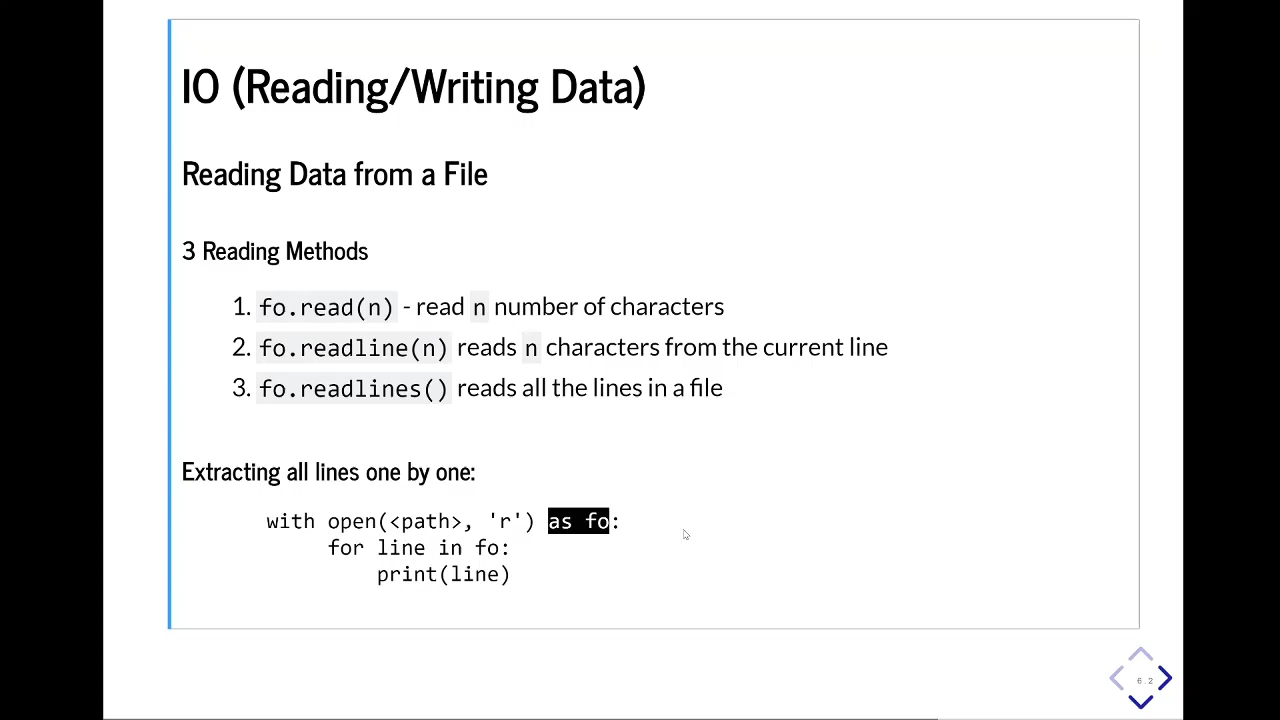 IO (Reading/Writing Data)
Reading Data from a File
3 Reading Methods
1. fo.read(n) - read n number of characters
2. fo.readline(n) reads n characters from the current line
3. fo.readlines() reads all the lines in a file
Extracting all lines one by one:
with open(<path>, 'r') as fo:
for line in fo:
print(line)
6.2